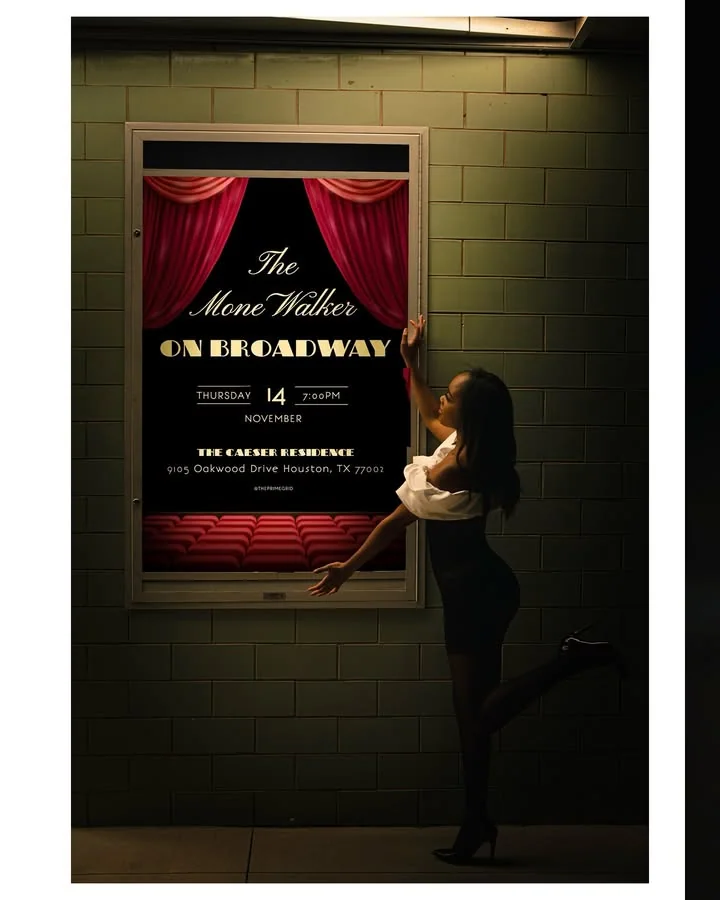 The
Mone Walker
ON BROADWAY
THURSDAY 14 7:00PM
NOVEMBER
THE CAESER RESIDENCE
9105 Oakwood Drive Houston, TX 77002
@THEPRIMEGRID